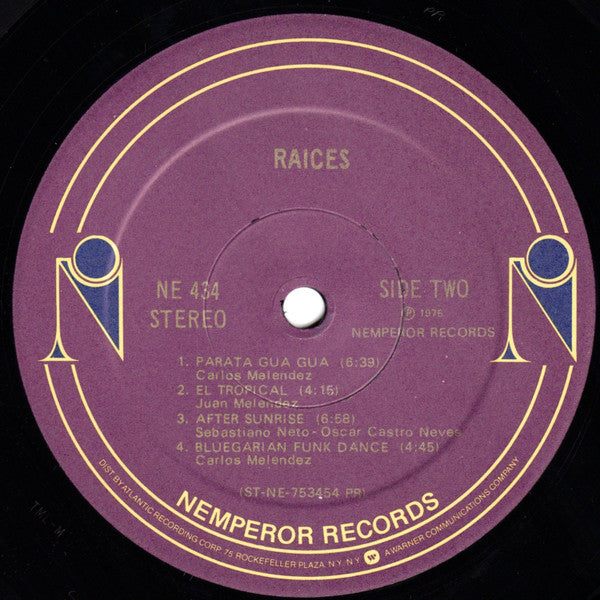 RAICES
NE 434
STEREO
SIDE TWO
℗ 1976
NEMPEROR RECORDS
1. PARATA GUA GUA (6:39)
Carlos Melendez
2. EL TROPICAL (4:15)
Juan Melendez
3. AFTER SUNRISE (6:58)
Sebastiano Neto - Oscar Castro Neves
4. BLUEGARIAN FUNK DANCE (4:45)
Carlos Melendez
(ST-NE-753454 PR)
NEMPEROR RECORDS
DIST BY ATLANTIC RECORDING CORP. 75 ROCKEFELLER PLAZA, N.Y. N.Y. W A WARNER COMMUNICATIONS COMPANY